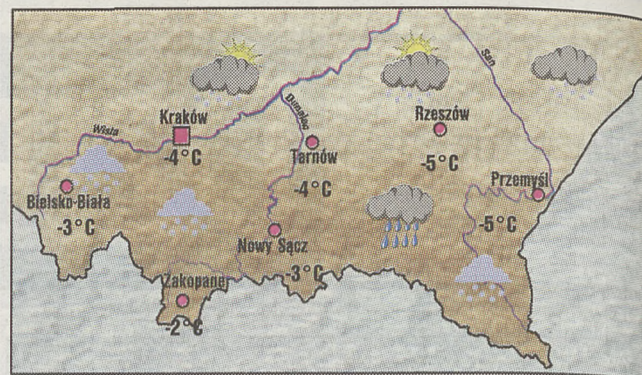 San
Dunajec
Kraków
Wisła
-4°C
Rzeszów
-5°C
Tarnów
-4°C
Przemyśl
-5°C
Bielsko-Biała
-3°C
Nowy Sącz
-3°C
Zakopane
-2°C